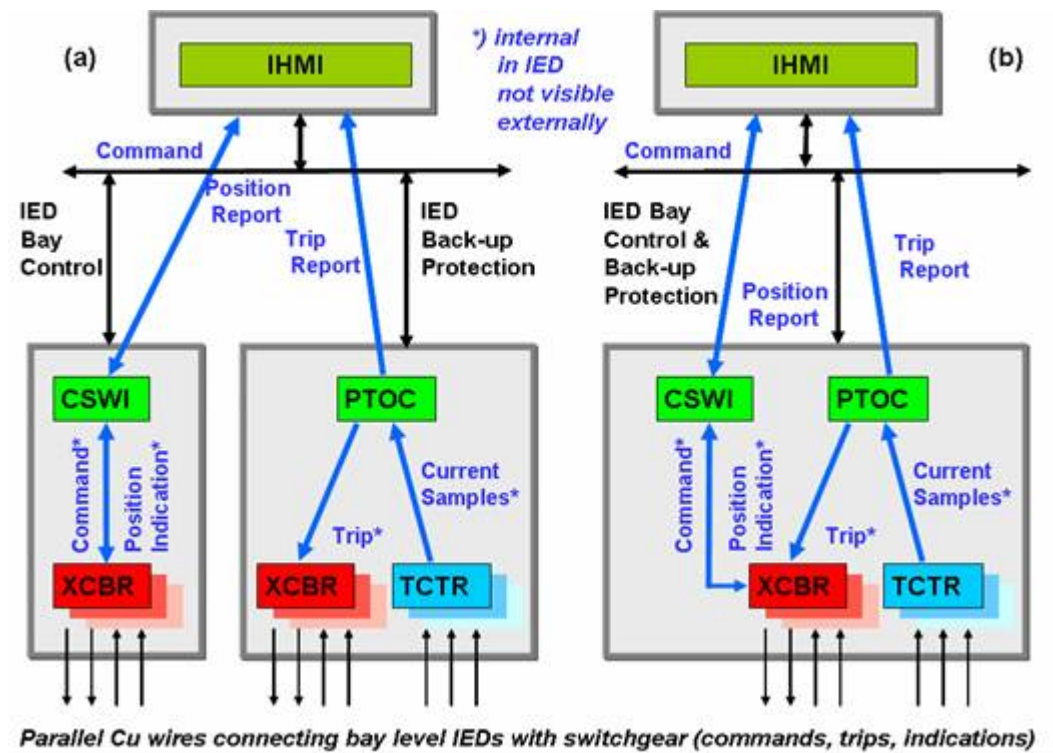 (a)
IHMI
*) internal
in IED
not visible
externally
IHMI
(b)
Command
Position
Report
Trip
Report
IED
Bay
Control
IED
Back-up
Protection
Command
IED Bay
Control &
Back-up
Protection
Position
Report
Trip
Report
CSWI
Command*
Position
Indication*
XCBR
PTOC
Current
Samples*
Trip*
XCBR
TCTR
CSWI
Command*
Position
Indication*
PTOC
Current
Samples*
Trip*
XCBR
TCTR
Parallel Cu wires connecting bay level IEDs with switchgear (commands, trips, indications)